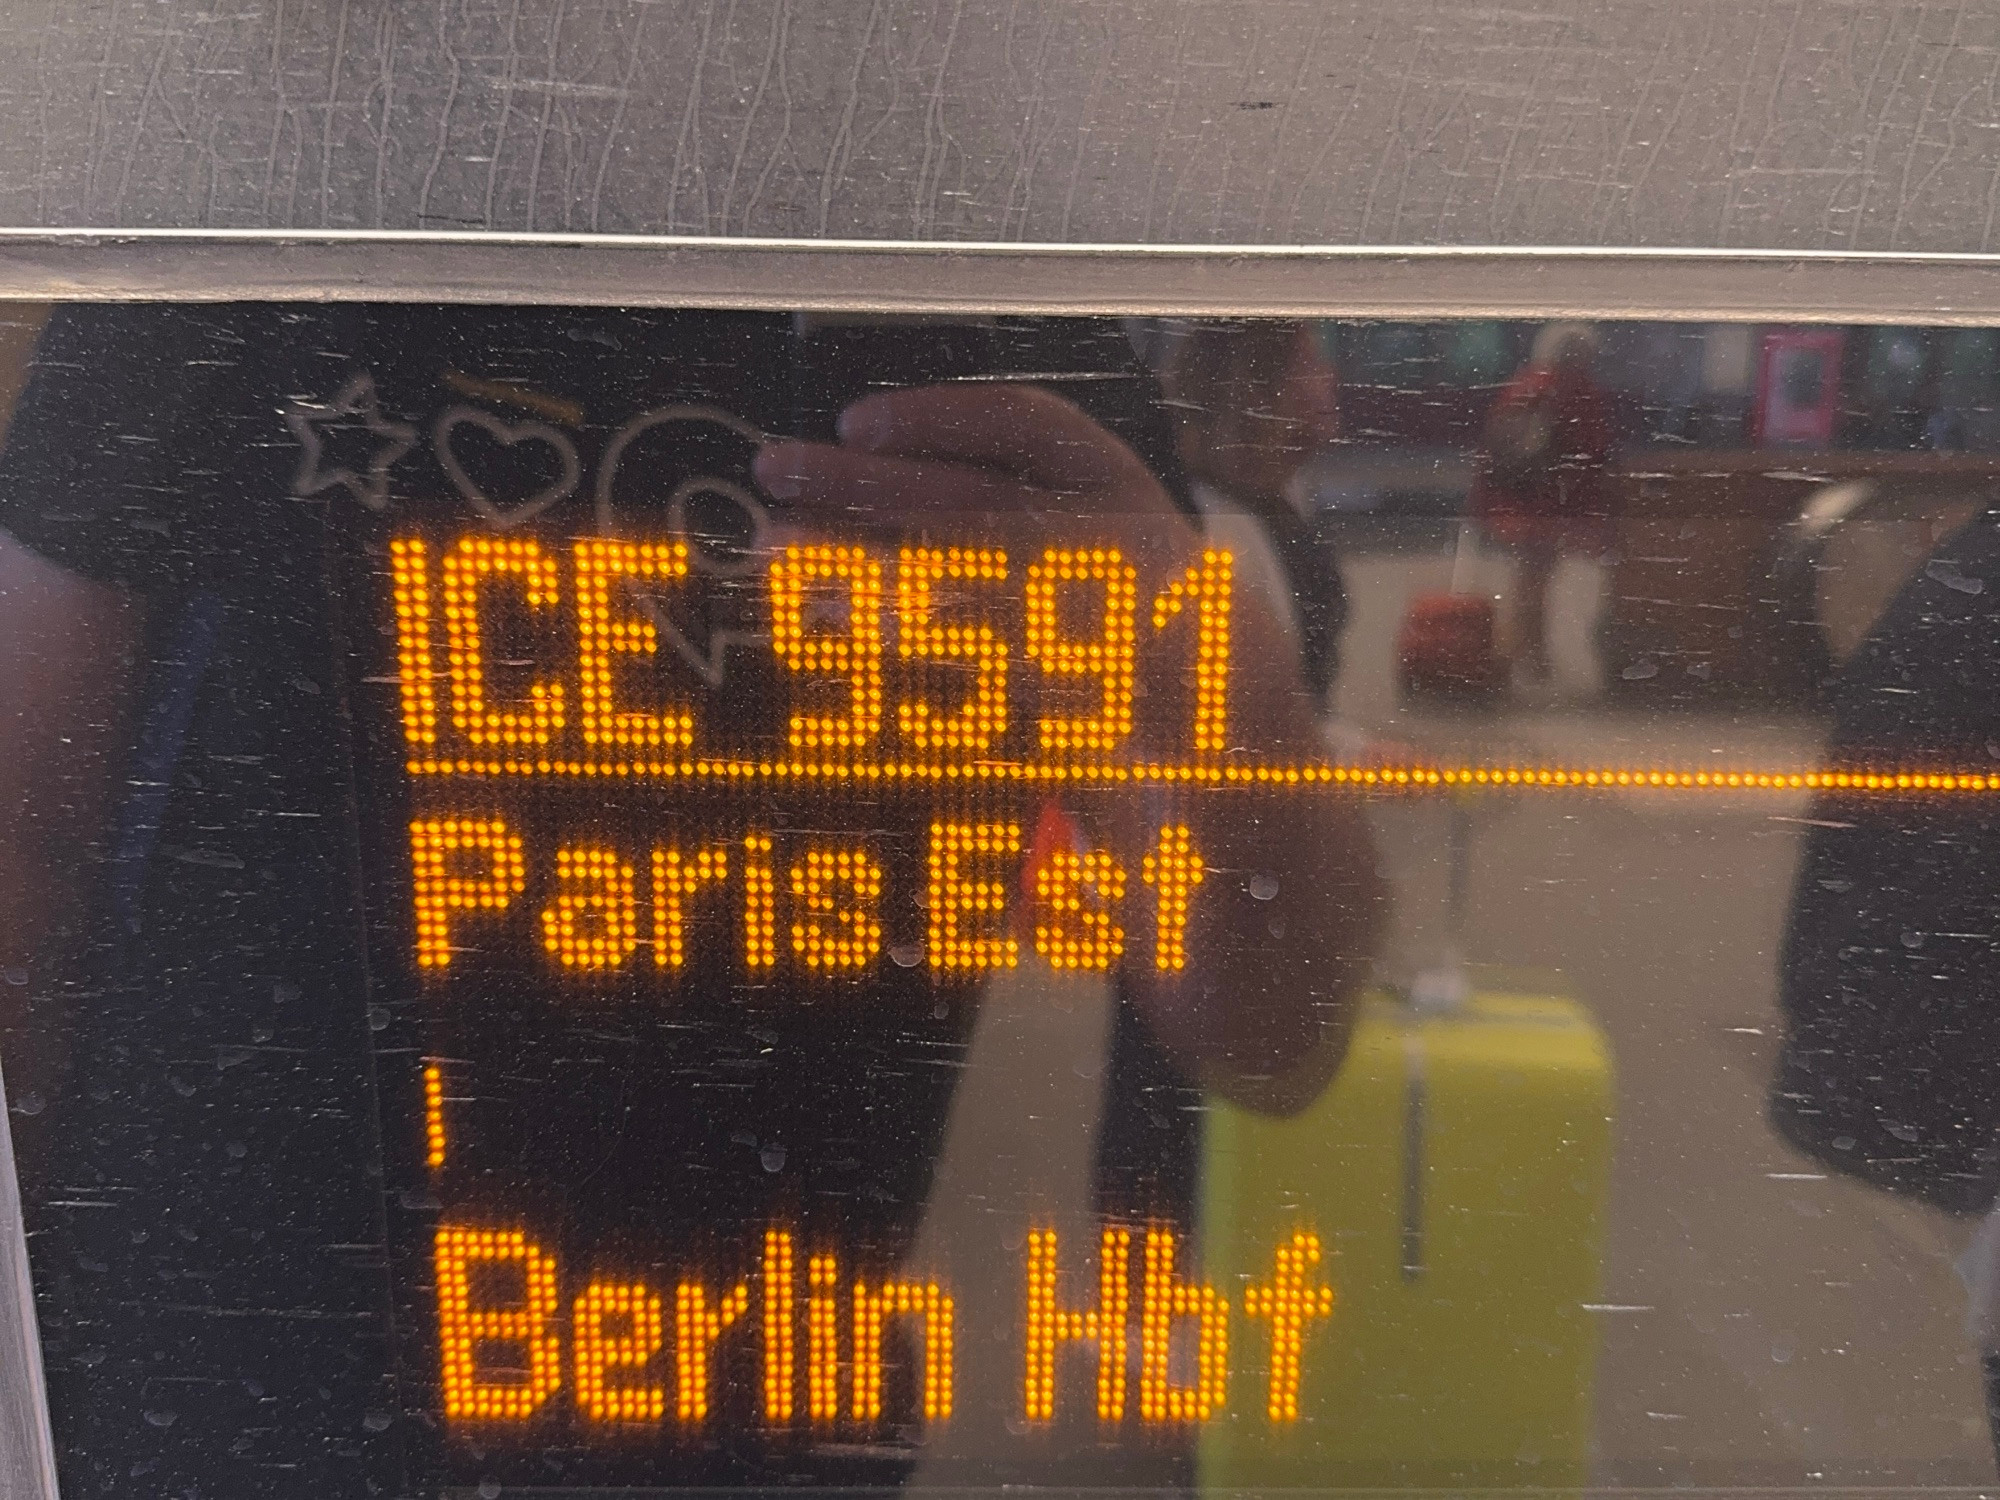 ICE 9591
Paris Est
|
Berlin Hbf